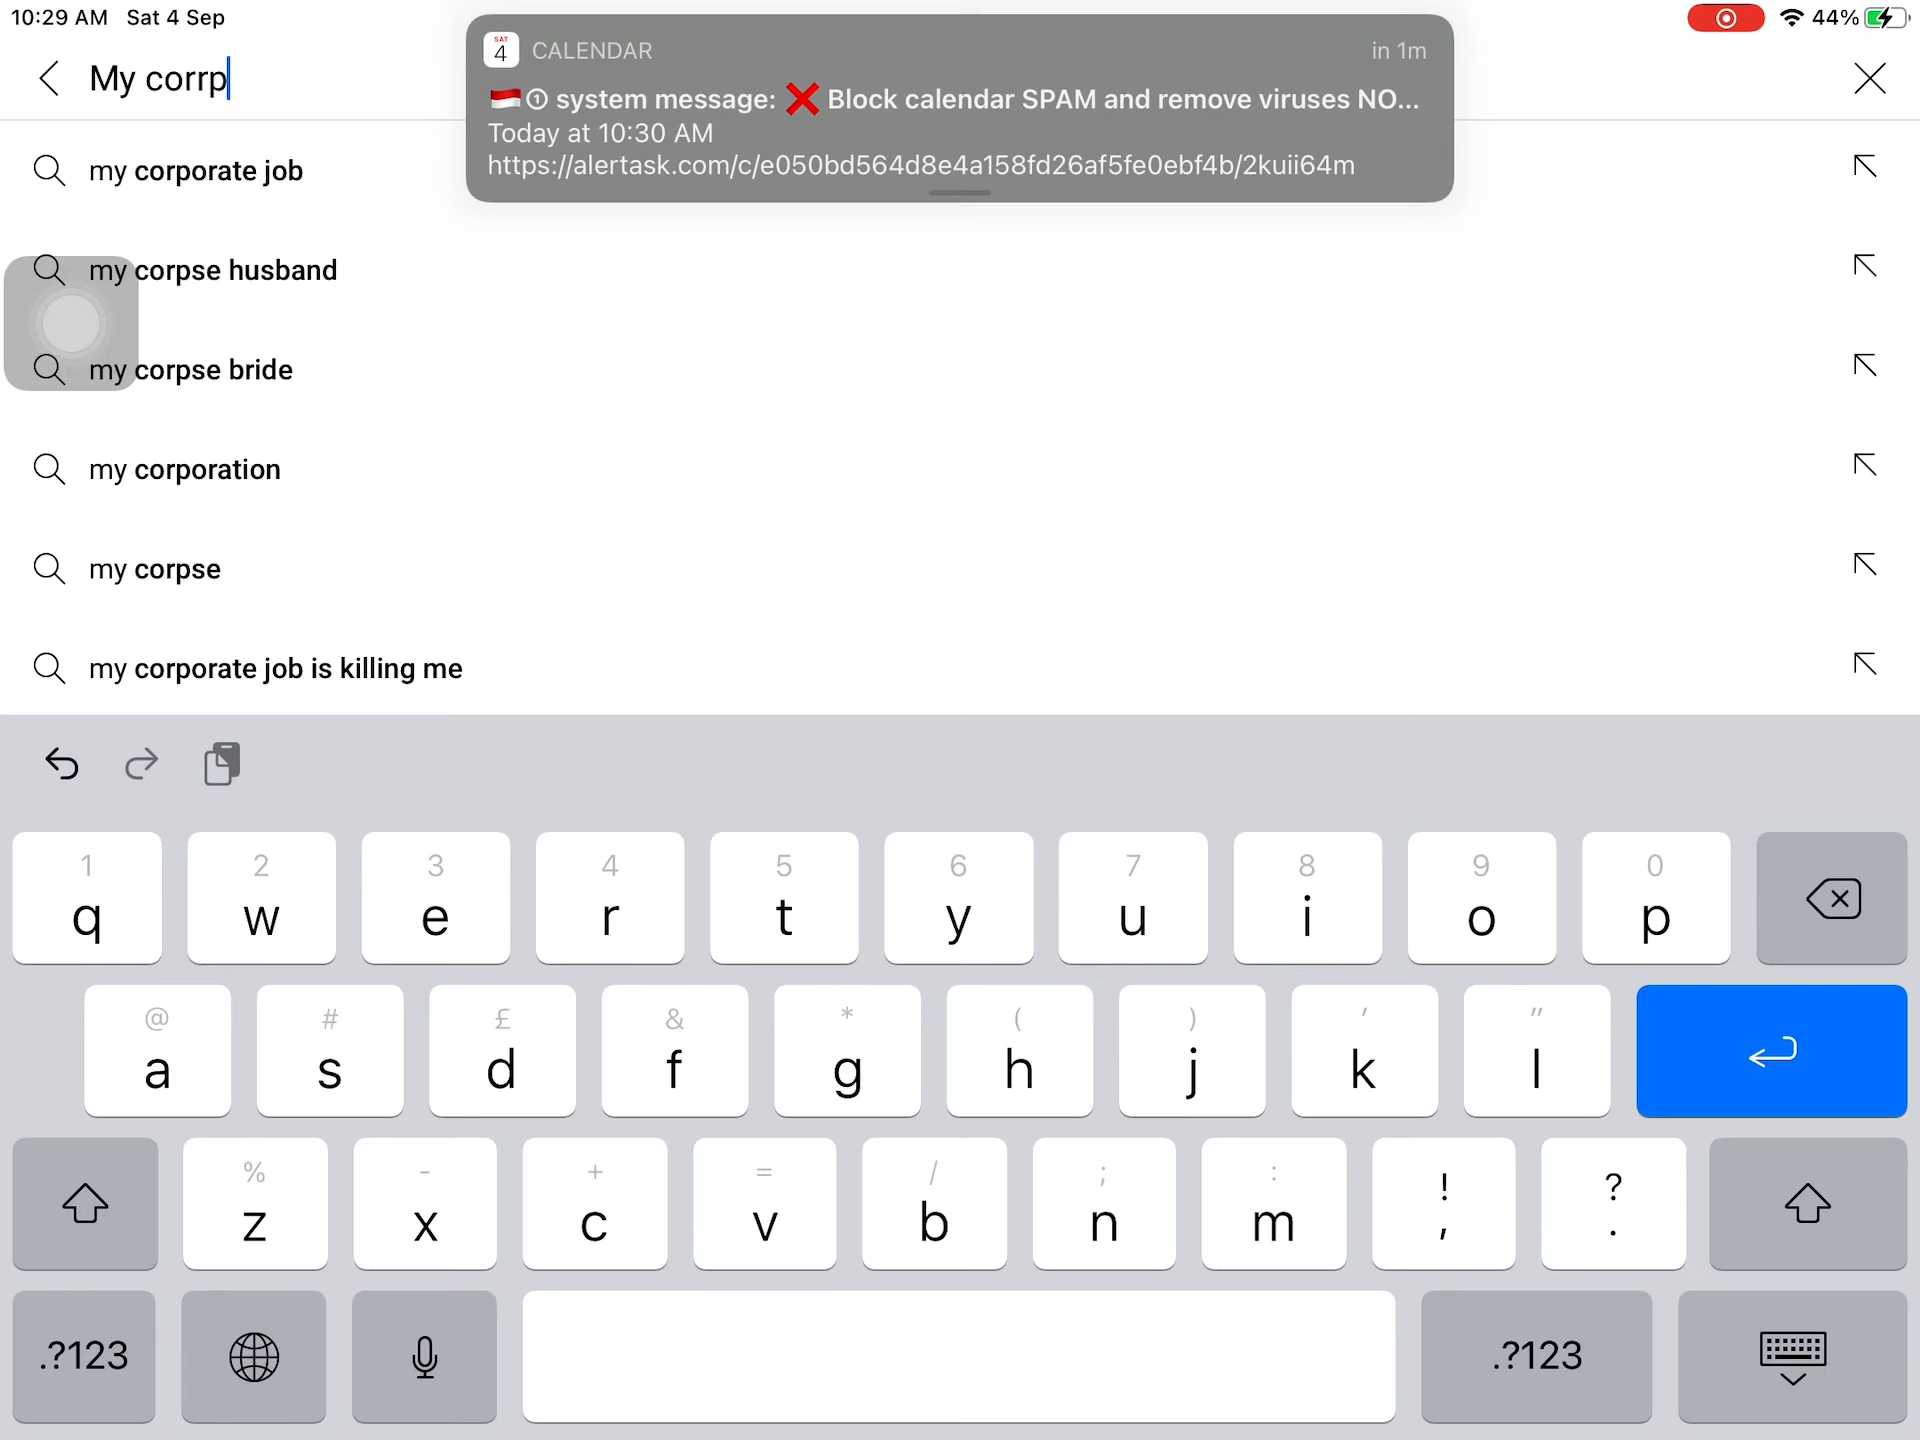 10:29 AM Sat 4 Sep
44%
My corrp
SAT
4
CALENDAR
in 1m
① system message: ❌ Block calendar SPAM and remove viruses NO...
Today at 10:30 AM
https://alertask.com/c/e050bd564d8e4a158fd26af5fe0ebf4b/2kuii64m
my corporate job
my corpse husband
my corpse bride
my corporation
my corpse
my corporate job is killing me
1 2 3 4 5 6 7 8 9 0
q w e r t y u i o p
@ # £ & * ( ) ' "
a s d f g h j k l
% - + = / ; : ! ?
z x c v b n m , .
.?123 .?123